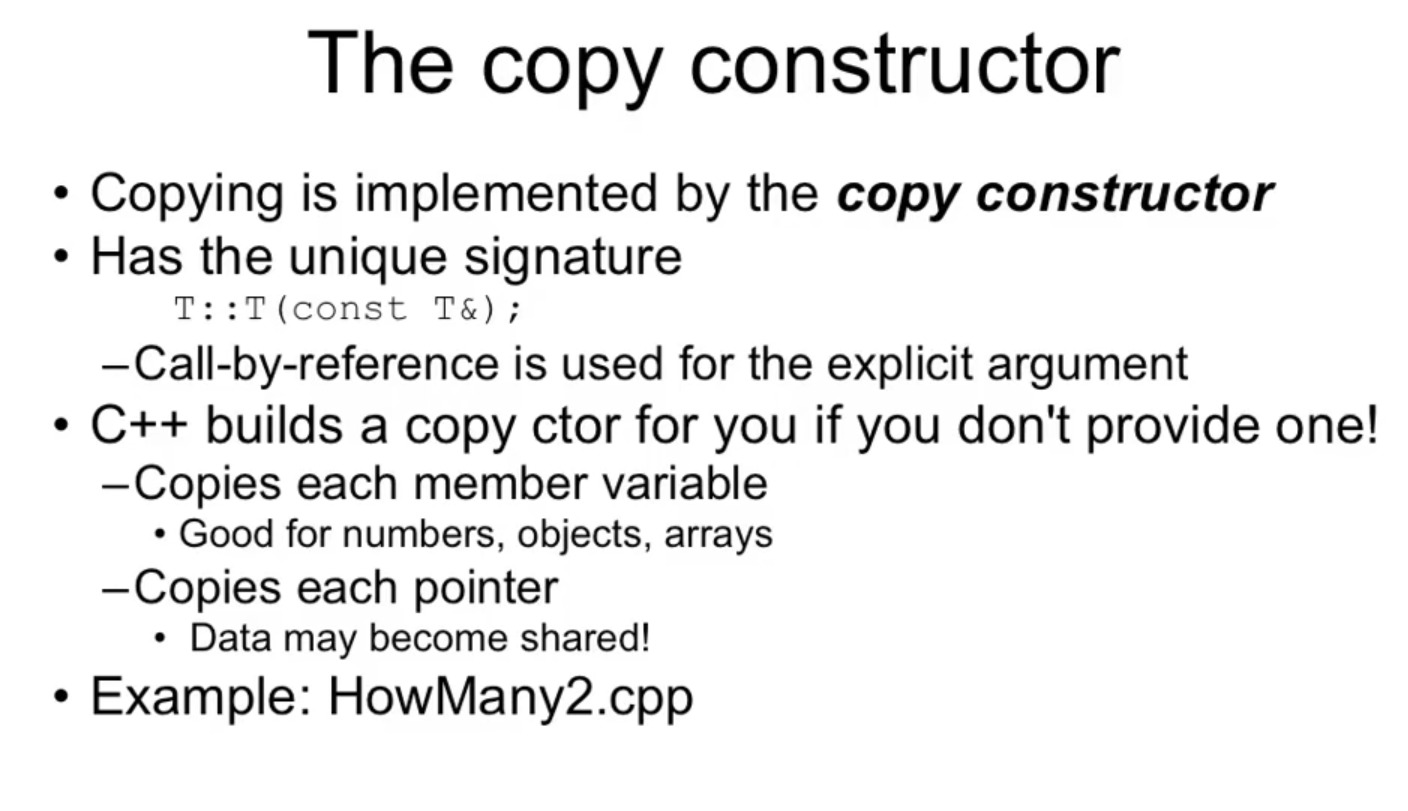 The copy constructor
• Copying is implemented by the copy constructor
• Has the unique signature
T::T(const T&);
–Call-by-reference is used for the explicit argument
• C++ builds a copy ctor for you if you don't provide one!
–Copies each member variable
• Good for numbers, objects, arrays
–Copies each pointer
• Data may become shared!
• Example: HowMany2.cpp